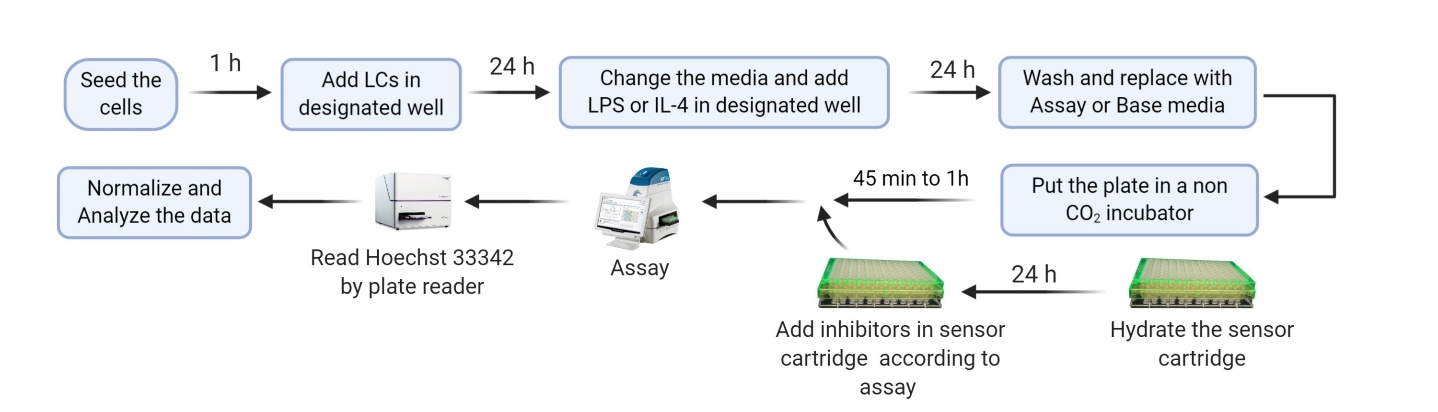 1 h
24 h
24 h
Seed the
cells
Add LCs in
designated well
Change the media and add
LPS or IL-4 in designated well
Wash and replace with
Assay or Base media
Put the plate in a non
CO₂ incubator
45 min to 1h
24 h
Hydrate the sensor
cartridge
Add inhibitors in sensor
cartridge according to
assay
Assay
Read Hoechst 33342
by plate reader
Normalize and
Analyze the data